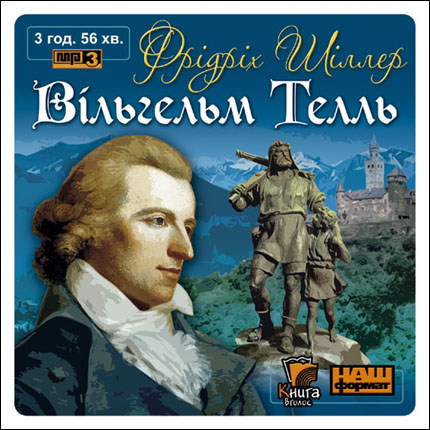 3 год. 56 хв.
mp3
Фрідріх Шіллер
Вільгельм Телль
Книга
Вголос
НАШ
формат